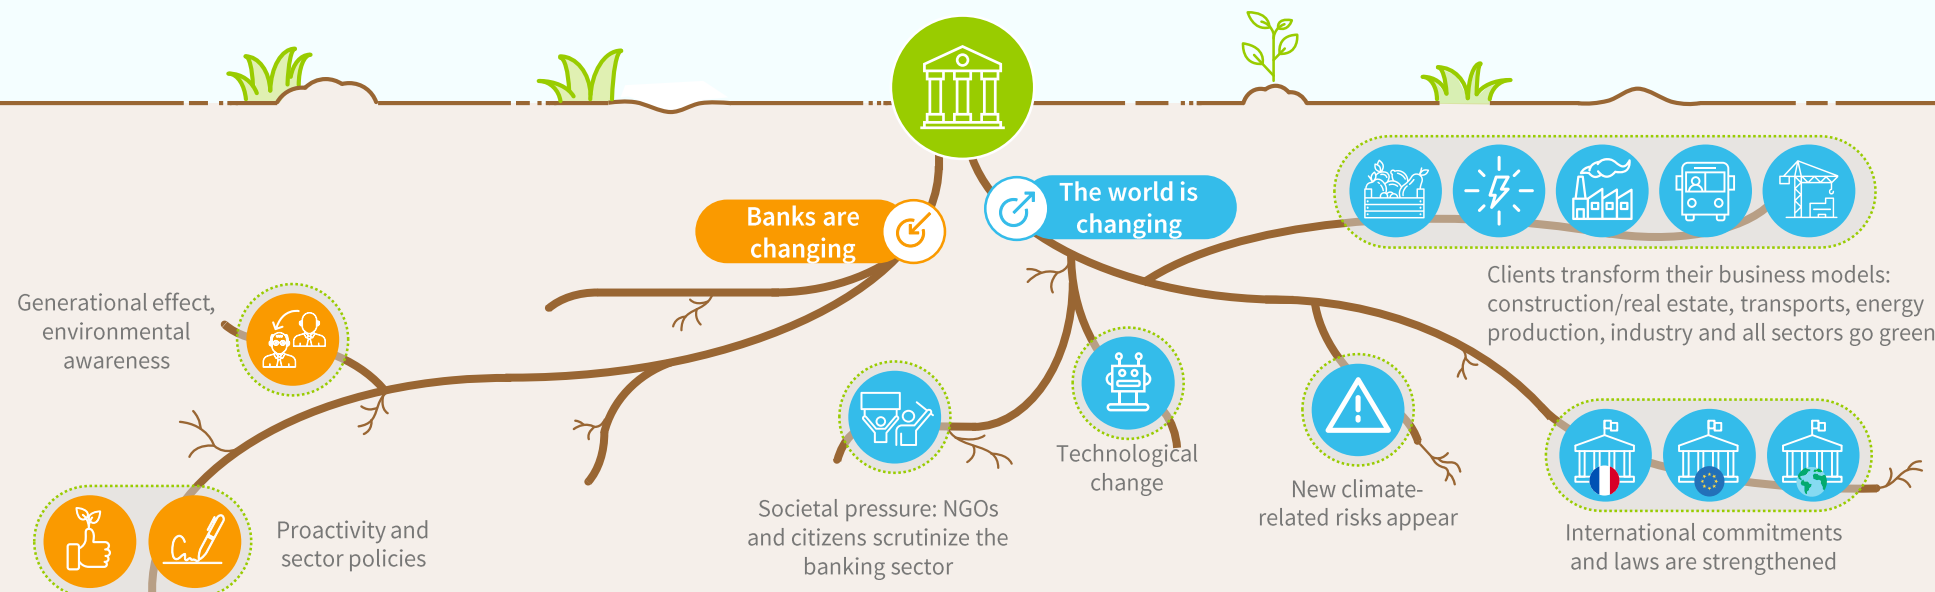 Banks are
changing
The world is
changing
Generational effect,
environmental
awareness
Proactivity and
sector policies
Societal pressure: NGOs
and citizens scrutinize the
banking sector
Technological
change
New climate-
related risks appear
Clients transform their business models:
construction/real estate, transports, energy
production, industry and all sectors go green
International commitments
and laws are strengthened